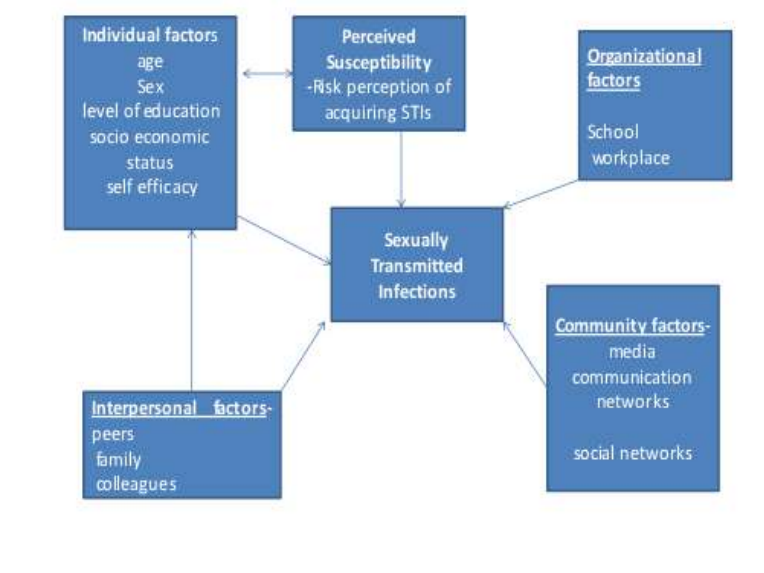 Individual factors
age
Sex
level of education
socio economic
status
self efficacy
Perceived
Susceptibility
-Risk perception of
acquiring STIs
Organizational
factors
School
workplace
Sexually
Transmitted
Infections
Interpersonal factors-
peers
family
colleagues
Community factors-
media
communication
networks
social networks